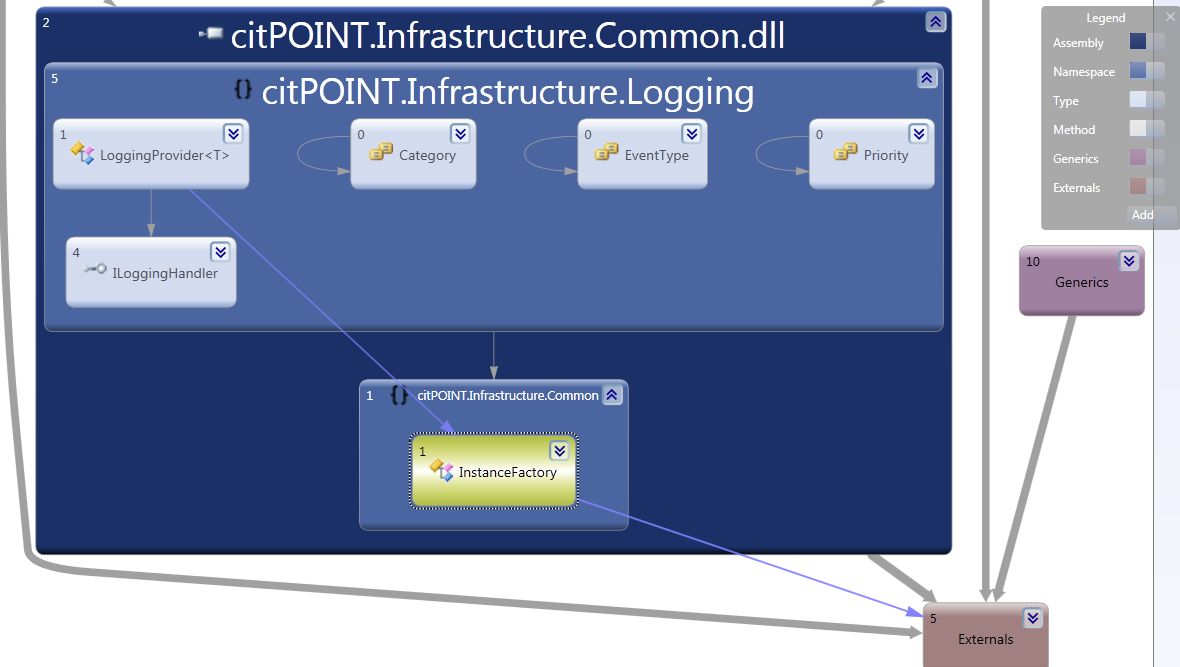 2
citPOINT.Infrastructure.Common.dll
5
{} citPOINT.Infrastructure.Logging
1
LoggingProvider<T>
0
Category
0
EventType
0
Priority
4
ILoggingHandler
1 {} citPOINT.Infrastructure.Common
1
InstanceFactory
Legend
Assembly
Namespace
Type
Method
Generics
Externals
Add
10
Generics
5
Externals